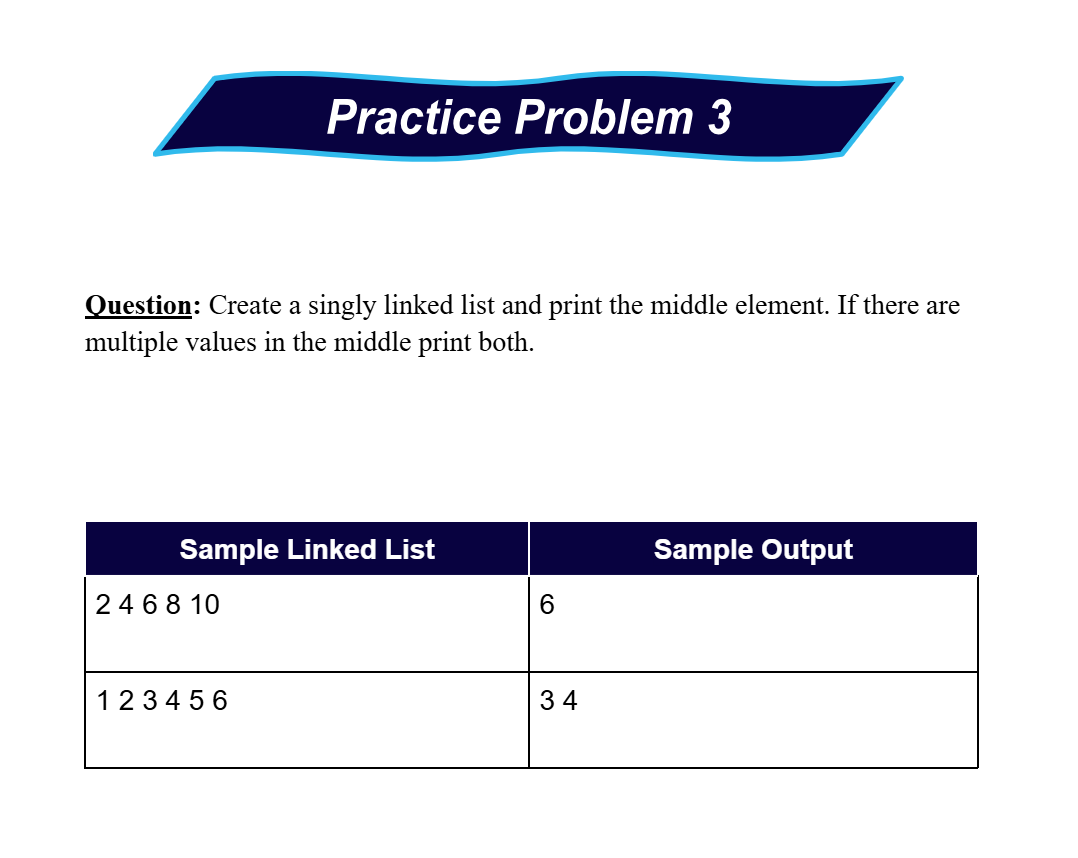 Practice Problem 3
Question: Create a singly linked list and print the middle element. If there are
multiple values in the middle print both.
Sample Linked List
Sample Output
2 4 6 8 10
6
1 2 3 4 5 6
3 4